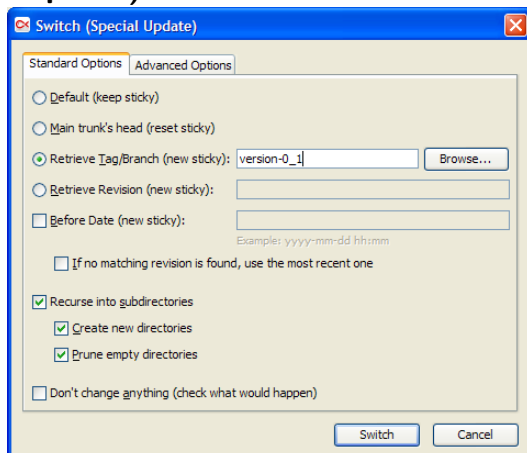 Switch (Special Update)
Standard Options Advanced Options
Default (keep sticky)
Main trunk's head (reset sticky)
Retrieve Tag/Branch (new sticky): version-0_1 Browse...
Retrieve Revision (new sticky):
Before Date (new sticky):
Example: yyyy-mm-dd hh:mm
If no matching revision is found, use the most recent one
Recurse into subdirectories
Create new directories
Prune empty directories
Don't change anything (check what would happen)
Switch Cancel